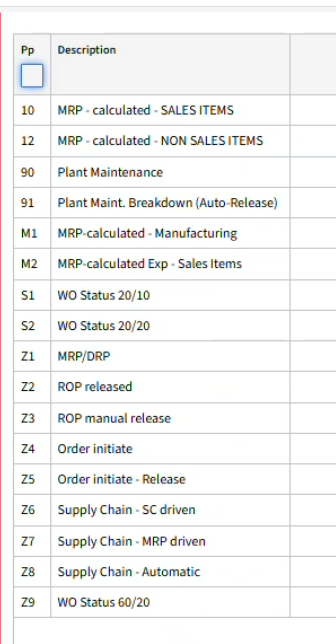 Pp Description
10 MRP - calculated - SALES ITEMS
12 MRP - calculated - NON SALES ITEMS
90 Plant Maintenance
91 Plant Maint. Breakdown (Auto-Release)
M1 MRP-calculated - Manufacturing
M2 MRP-calculated Exp - Sales Items
S1 WO Status 20/10
S2 WO Status 20/20
Z1 MRP/DRP
Z2 ROP released
Z3 ROP manual release
Z4 Order initiate
Z5 Order initiate - Release
Z6 Supply Chain - SC driven
Z7 Supply Chain - MRP driven
Z8 Supply Chain - Automatic
Z9 WO Status 60/20